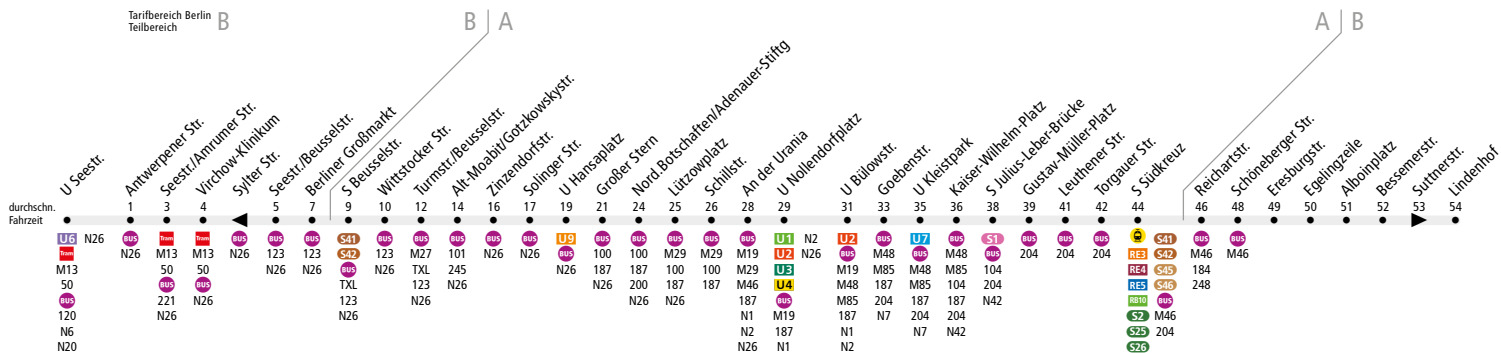 Tarifbereich Berlin
Teilbereich
B
B
A
A
B
U Seestr.
Antwerpener Str.
Seestr./Amrumer Str.
Virchow-Klinikum
Sylter Str.
Seestr./Beusselstr.
Berliner Großmarkt
S Beusselstr.
Wittstocker Str.
Turmstr./Beusselstr.
Alt-Moabit/Gotzkowskystr.
Zinzendorfstr.
Solinger Str.
U Hansaplatz
Großer Stern
Nord.Botschaften/Adenauer-Stiftg
Lützowplatz
Schillstr.
An der Urania
U Nollendorfplatz
U Bülowstr.
Goebenstr.
U Kleistpark
Kaiser-Wilhelm-Platz
S Julius-Leber-Brücke
Gustav-Müller-Platz
Leuthener Str.
Torgauer Str.
S Südkreuz
Reichartstr.
Schöneberger Str.
Eresburgstr.
Egelingzeile
Alboinplatz
Bessemerstr.
Suttnerstr.
Lindenhof
durchschn. 1 3 4 5 7 9 10 12 14 16 17 19 21 24 25 26 28 29 31 33 35 36 38 39 41 42 44 46 48 49 50 51 52 53 54
Fahrzeit
U6 N26
Tram
M13
50
BUS
120
N6
N20
BUS
N26
Tram
M13
50
BUS
221
N26
Tram
M13
50
BUS
N26
BUS
N26
BUS
123
N26
BUS
123
N26
S41
S42
BUS
TXL
123
N26
BUS
123
N26
BUS
M27
TXL
123
N26
BUS
101
245
N26
BUS
N26
BUS
N26
U9
BUS
N26
BUS
100
187
N26
BUS
100
187
200
N26
BUS
M29
100
187
N26
BUS
M29
100
187
BUS
M19
M29
M46
187
N1
N2
N26
U1 N2
U2 N26
U3
U4
BUS
M19
187
N1
U2
BUS
M19
M48
M85
187
N1
N2
BUS
M48
M85
187
204
N7
U7
BUS
M48
M85
187
204
N7
BUS
M48
M85
104
187
204
N42
S1
BUS
104
204
N42
BUS
204
BUS
204
BUS
204
S41
RE3 S42
RE4 S45
RE5 S46
RB10 BUS
S2 M46
S25 204
S26
BUS
M46
184
248
BUS
M46